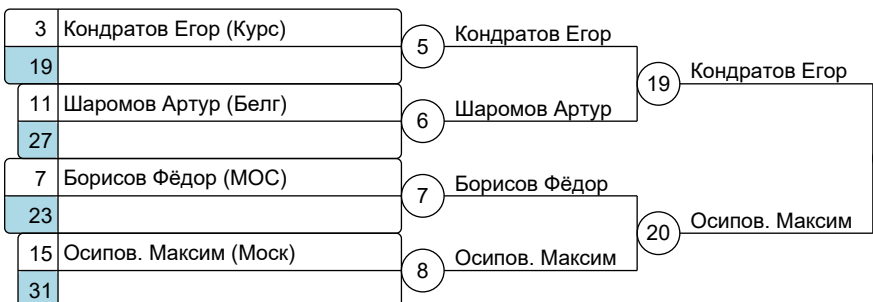 3 Кондратов Егор (Курс)
19
11 Шаромов Артур (Белг)
27
7 Борисов Фёдор (МОС)
23
15 Осипов. Максим (Моск)
31
5 Кондратов Егор
6 Шаромов Артур
7 Борисов Фёдор
8 Осипов. Максим
19 Кондратов Егор
20 Осипов. Максим